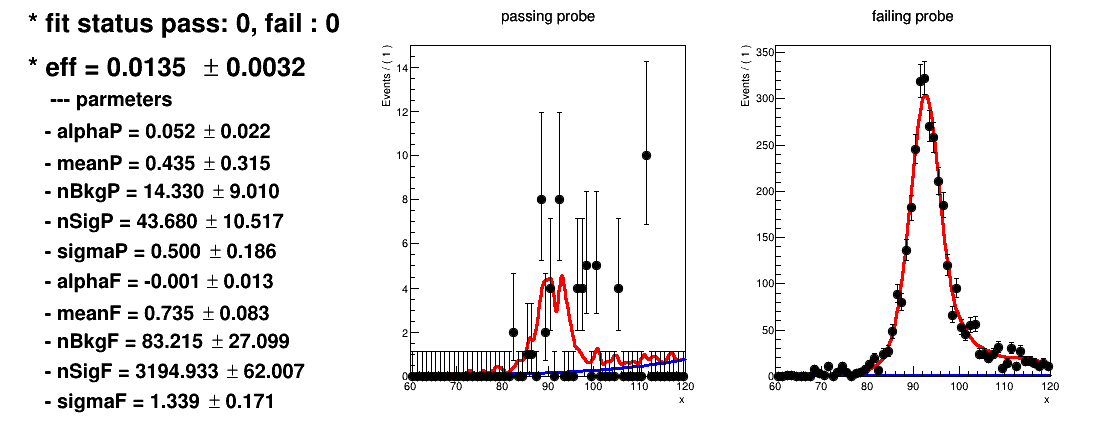 * fit status pass: 0, fail : 0
* eff = 0.0135 ± 0.0032
--- parmeters
- alphaP = 0.052 ± 0.022
- meanP = 0.435 ± 0.315
- nBkgP = 14.330 ± 9.010
- nSigP = 43.680 ± 10.517
- sigmaP = 0.500 ± 0.186
- alphaF = -0.001 ± 0.013
- meanF = 0.735 ± 0.083
- nBkgF = 83.215 ± 27.099
- nSigF = 3194.933 ± 62.007
- sigmaF = 1.339 ± 0.171
passing probe
Events / ( 1 )
14
12
10
8
6
4
2
0
60 70 80 90 100 110 120
x
failing probe
Events / ( 1 )
350
300
250
200
150
100
50
0
60 70 80 90 100 110 120
x